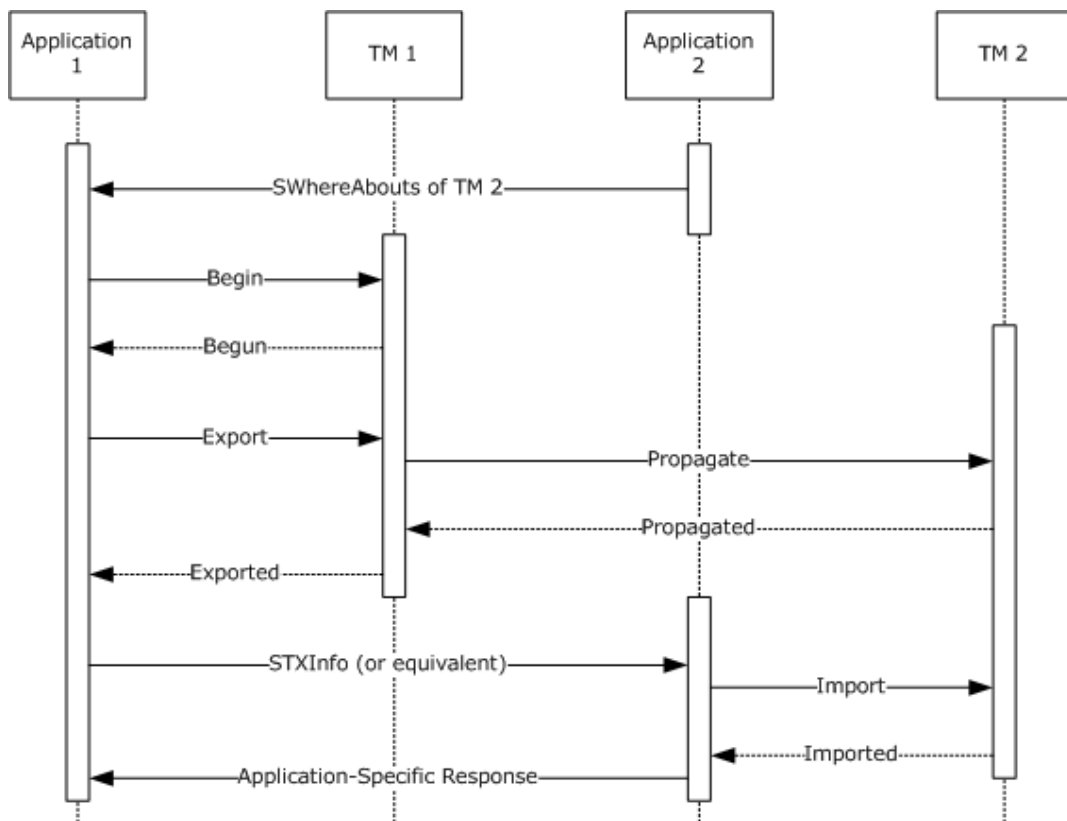 Application
1
TM 1
Application
2
TM 2
SWhereAbouts of TM 2
Begin
Begun
Export
Propagate
Propagated
Exported
STXInfo (or equivalent)
Import
Imported
Application-Specific Response